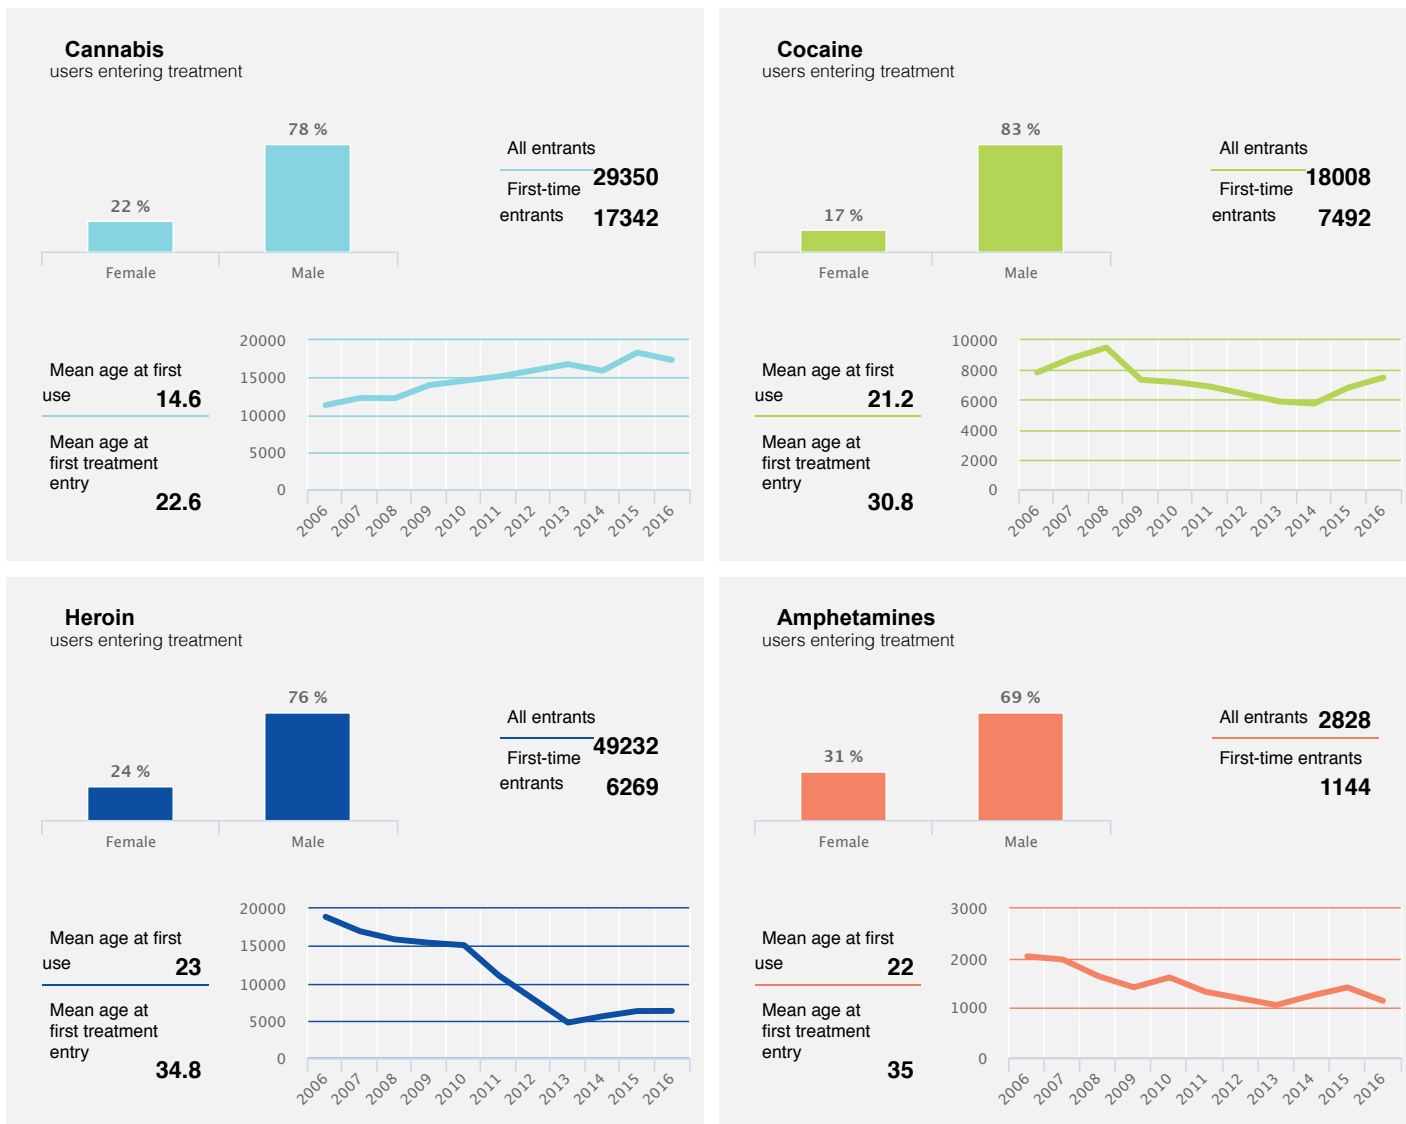 Cannabis
users entering treatment
78 %
22 %
Female
Male
All entrants
29350
First-time
entrants 17342
Mean age at first
use 14.6
Mean age at
first treatment
entry
22.6
20000
15000
10000
5000
0
2006 2007 2008 2009 2010 2011 2012 2013 2014 2015 2016
Cocaine
users entering treatment
83 %
17 %
Female
Male
All entrants
18008
First-time
entrants 7492
Mean age at first
use 21.2
Mean age at
first treatment
entry
30.8
10000
8000
6000
4000
2000
0
2006 2007 2008 2009 2010 2011 2012 2013 2014 2015 2016
Heroin
users entering treatment
76 %
24 %
Female
Male
All entrants
49232
First-time
entrants 6269
Mean age at first
use 23
Mean age at
first treatment
entry
34.8
20000
15000
10000
5000
0
2006 2007 2008 2009 2010 2011 2012 2013 2014 2015 2016
Amphetamines
users entering treatment
69 %
31 %
Female
Male
All entrants 2828
First-time entrants
1144
Mean age at first
use 22
Mean age at
first treatment
entry
35
3000
2000
1000
0
2006 2007 2008 2009 2010 2011 2012 2013 2014 2015 2016